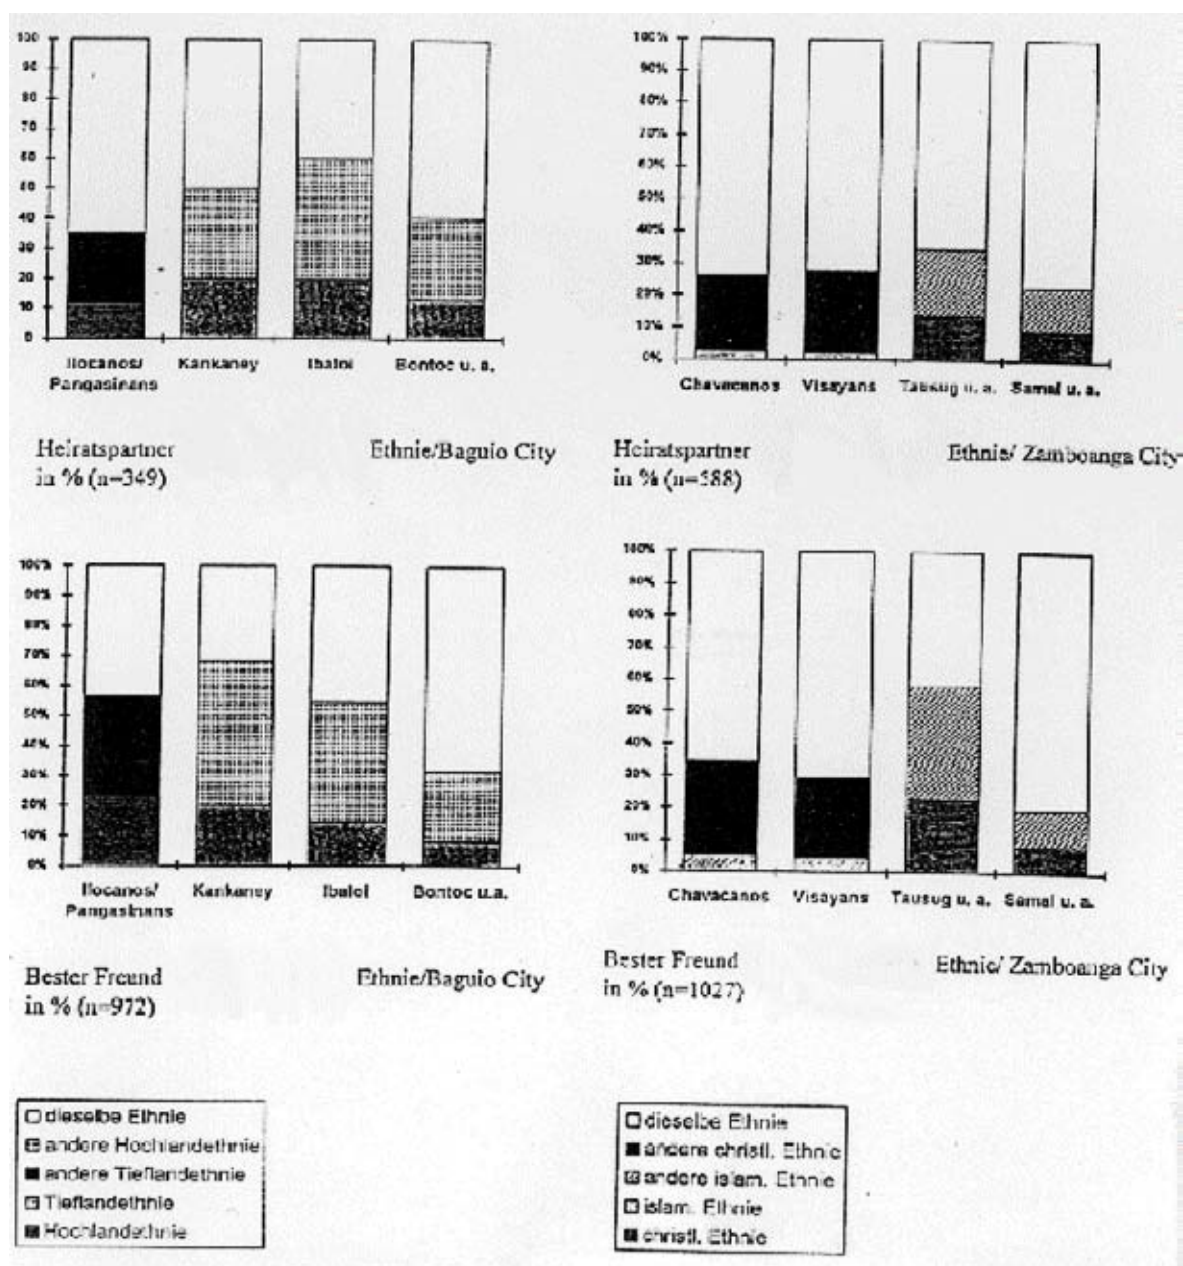 100
90
80
70
60
50
40
30
20
10
0
Ilocanos/
Pangasinans
Kankaney
Ibaloi
Bontoc u. a.
Heiratspartner
in % (n=349)
Ethnie/Baguio City
100%
90%
80%
70%
60%
50%
40%
30%
20%
10%
0%
Chavacanos
Visayans
Tausug u. a.
Samal u. a.
Heiratspartner
in % (n=588)
Ethnie/ Zamboanga City
100%
90%
80%
70%
60%
50%
40%
30%
20%
10%
0%
Ilocanos/
Pangasinans
Kankaney
Ibaloi
Bontoc u.a.
Bester Freund
in % (n=972)
Ethnie/Baguio City
100%
90%
80%
70%
60%
50%
40%
30%
20%
10%
0%
Chavacanos
Visayans
Tausug u. a.
Samal u. a.
Bester Freund
in % (n=1027)
Ethnie/ Zamboanga City
dieselbe Ethnie
andere Hochlandethnie
andere Tieflandethnie
Tieflandethnie
Hochlandethnie
dieselbe Ethnie
andere christl. Ethnie
andere islam. Ethnie
islam. Ethnie
christl. Ethnie